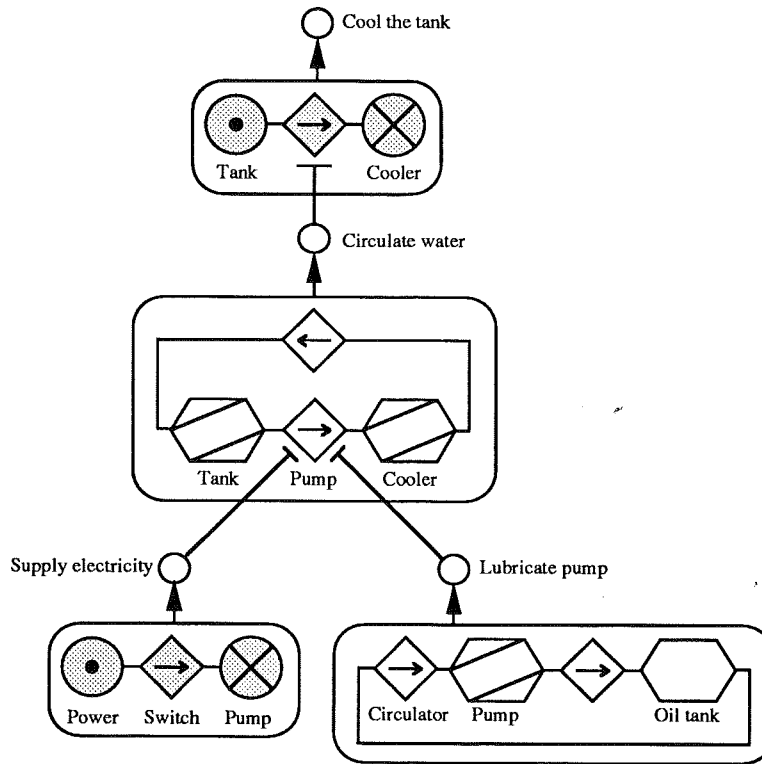 Cool the tank
Tank Cooler
Circulate water
Tank Pump Cooler
Supply electricity Lubricate pump
Power Switch Pump Circulator Pump Oil tank